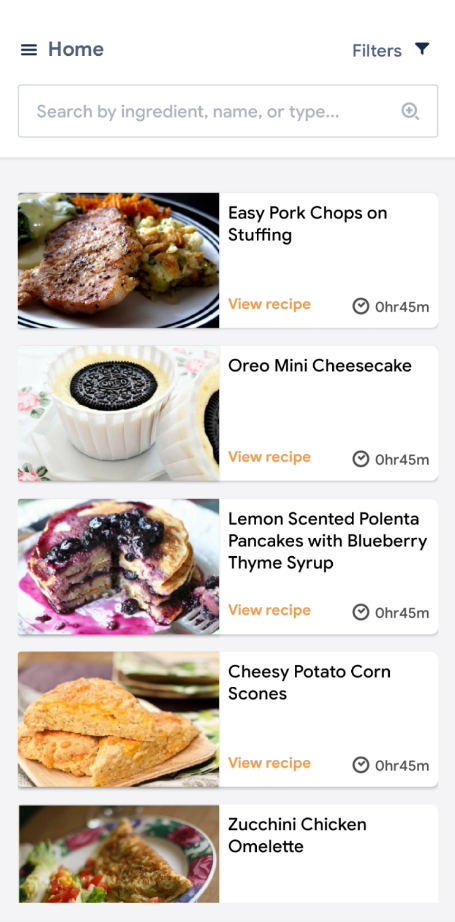 Home
Filters
Search by ingredient, name, or type...
Easy Pork Chops on
Stuffing
View recipe
0hr45m
OREO
Oreo Mini Cheesecake
View recipe
0hr45m
Lemon Scented Polenta
Pancakes with Blueberry
Thyme Syrup
View recipe
0hr45m
Cheesy Potato Corn
Scones
View recipe
0hr45m
Zucchini Chicken
Omelette